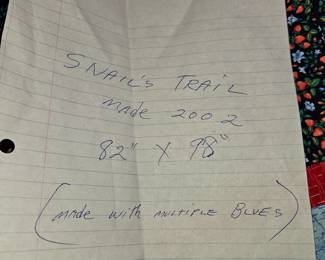 SNAIL'S TRAIL
made 2002
82" X 98"
(made with multiple Blues)